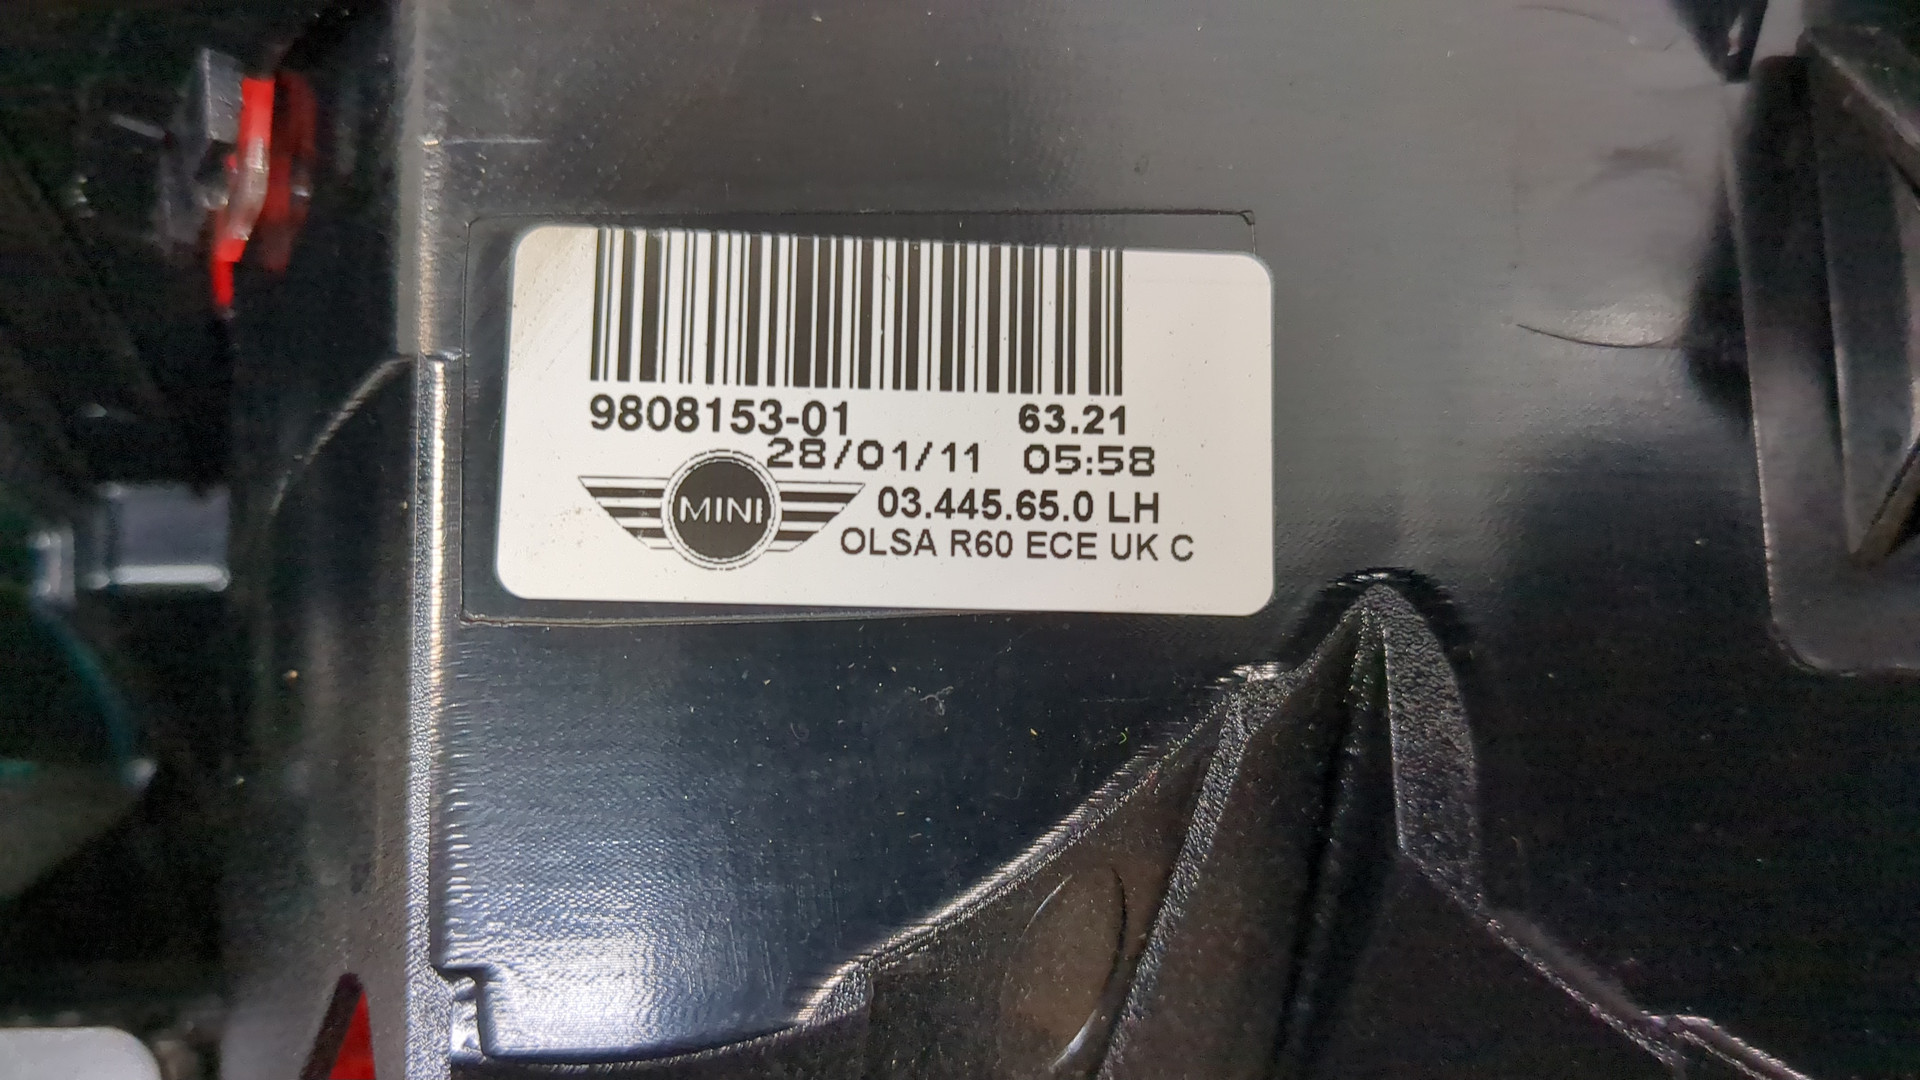 9808153-01 63.21
28/01/11 05:58
MINI 03.445.65.0 LH
OLSA R60 ECE UK C